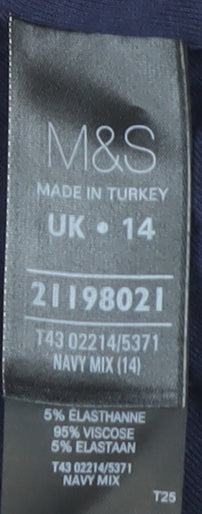 M&S
MADE IN TURKEY
UK • 14
21198021
T43 02214/5371
NAVY MIX (14)
5% ÉLASTHANNE
95% VISCOSE
5% ELASTAAN
T43 02214/5371
NAVY MIX
T25